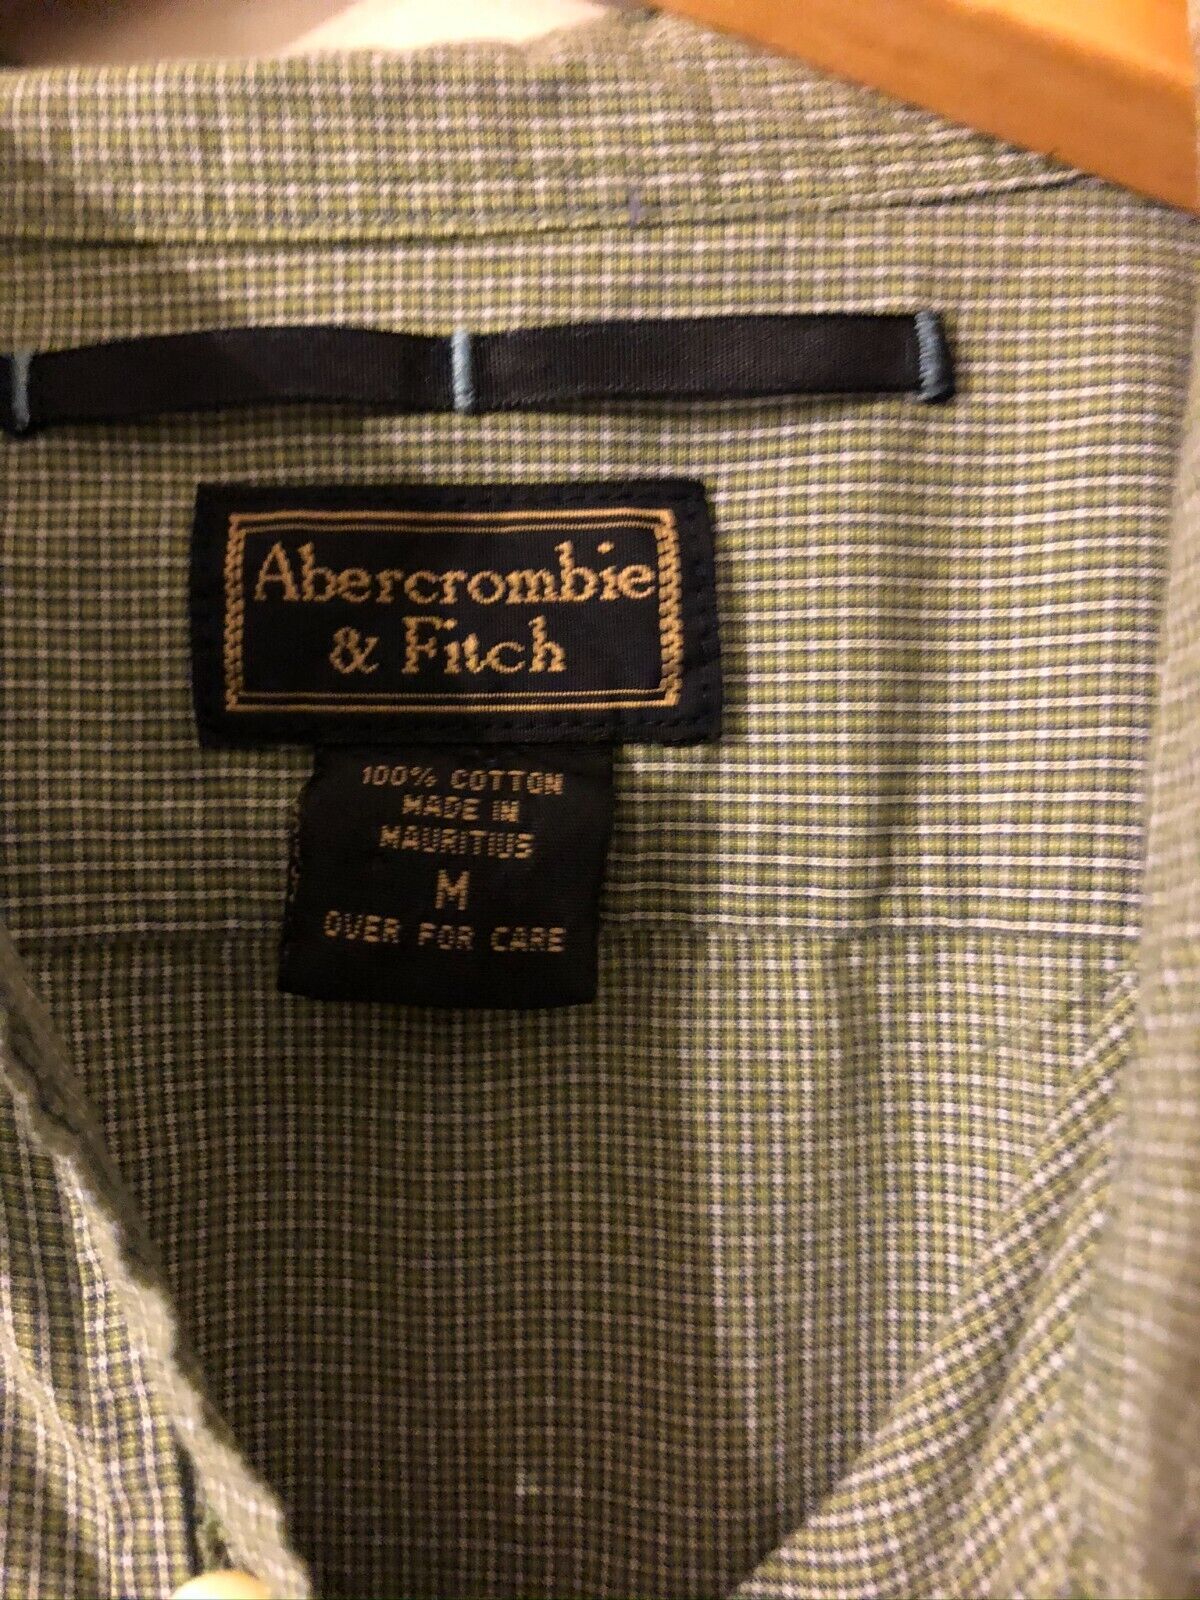 Abercrombie
& Fitch
100% COTTON
MADE IN
MAURITIUS
M
OVER FOR CARE